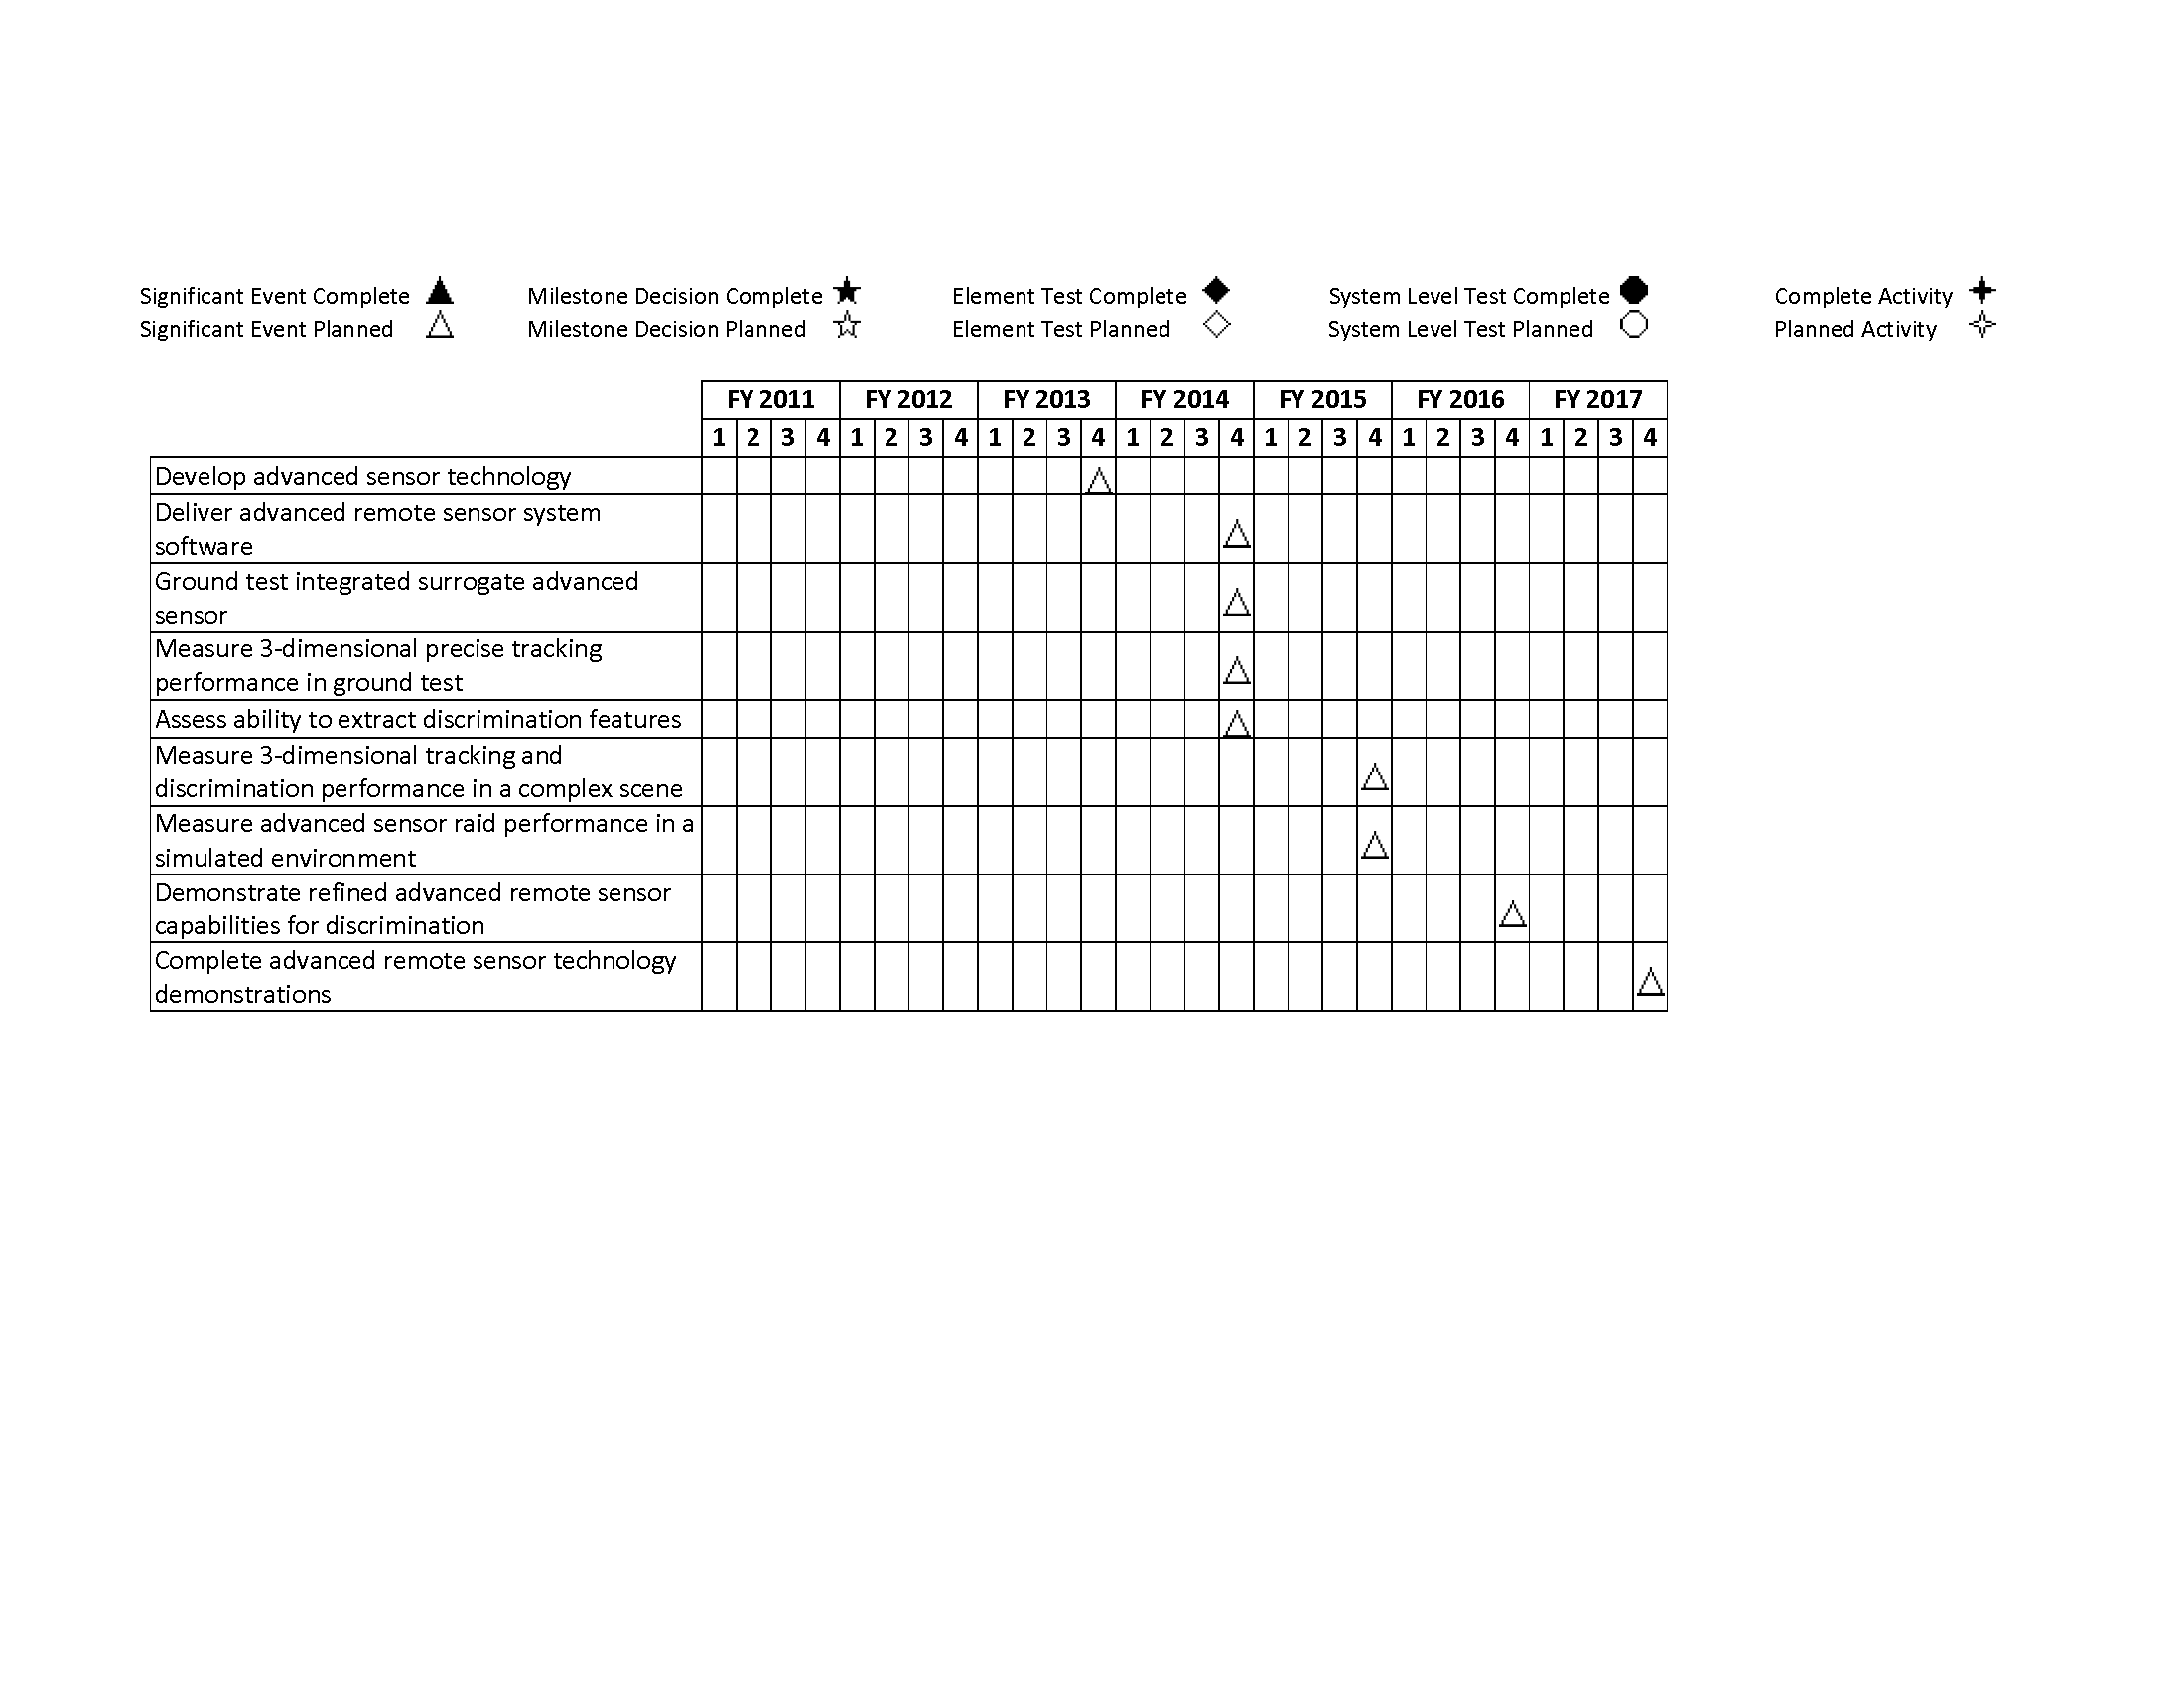 Significant Event Complete Milestone Decision Complete Element Test Complete System Level Test Complete Complete Activity
Significant Event Planned Milestone Decision Planned Element Test Planned System Level Test Planned Planned Activity
FY 2011 FY 2012 FY 2013 FY 2014 FY 2015 FY 2016 FY 2017
1 2 3 4 1 2 3 4 1 2 3 4 1 2 3 4 1 2 3 4 1 2 3 4 1 2 3 4
Develop advanced sensor technology
Deliver advanced remote sensor system
software
Ground test integrated surrogate advanced
sensor
Measure 3-dimensional precise tracking
performance in ground test
Assess ability to extract discrimination features
Measure 3-dimensional tracking and
discrimination performance in a complex scene
Measure advanced sensor raid performance in a
simulated environment
Demonstrate refined advanced remote sensor
capabilities for discrimination
Complete advanced remote sensor technology
demonstrations